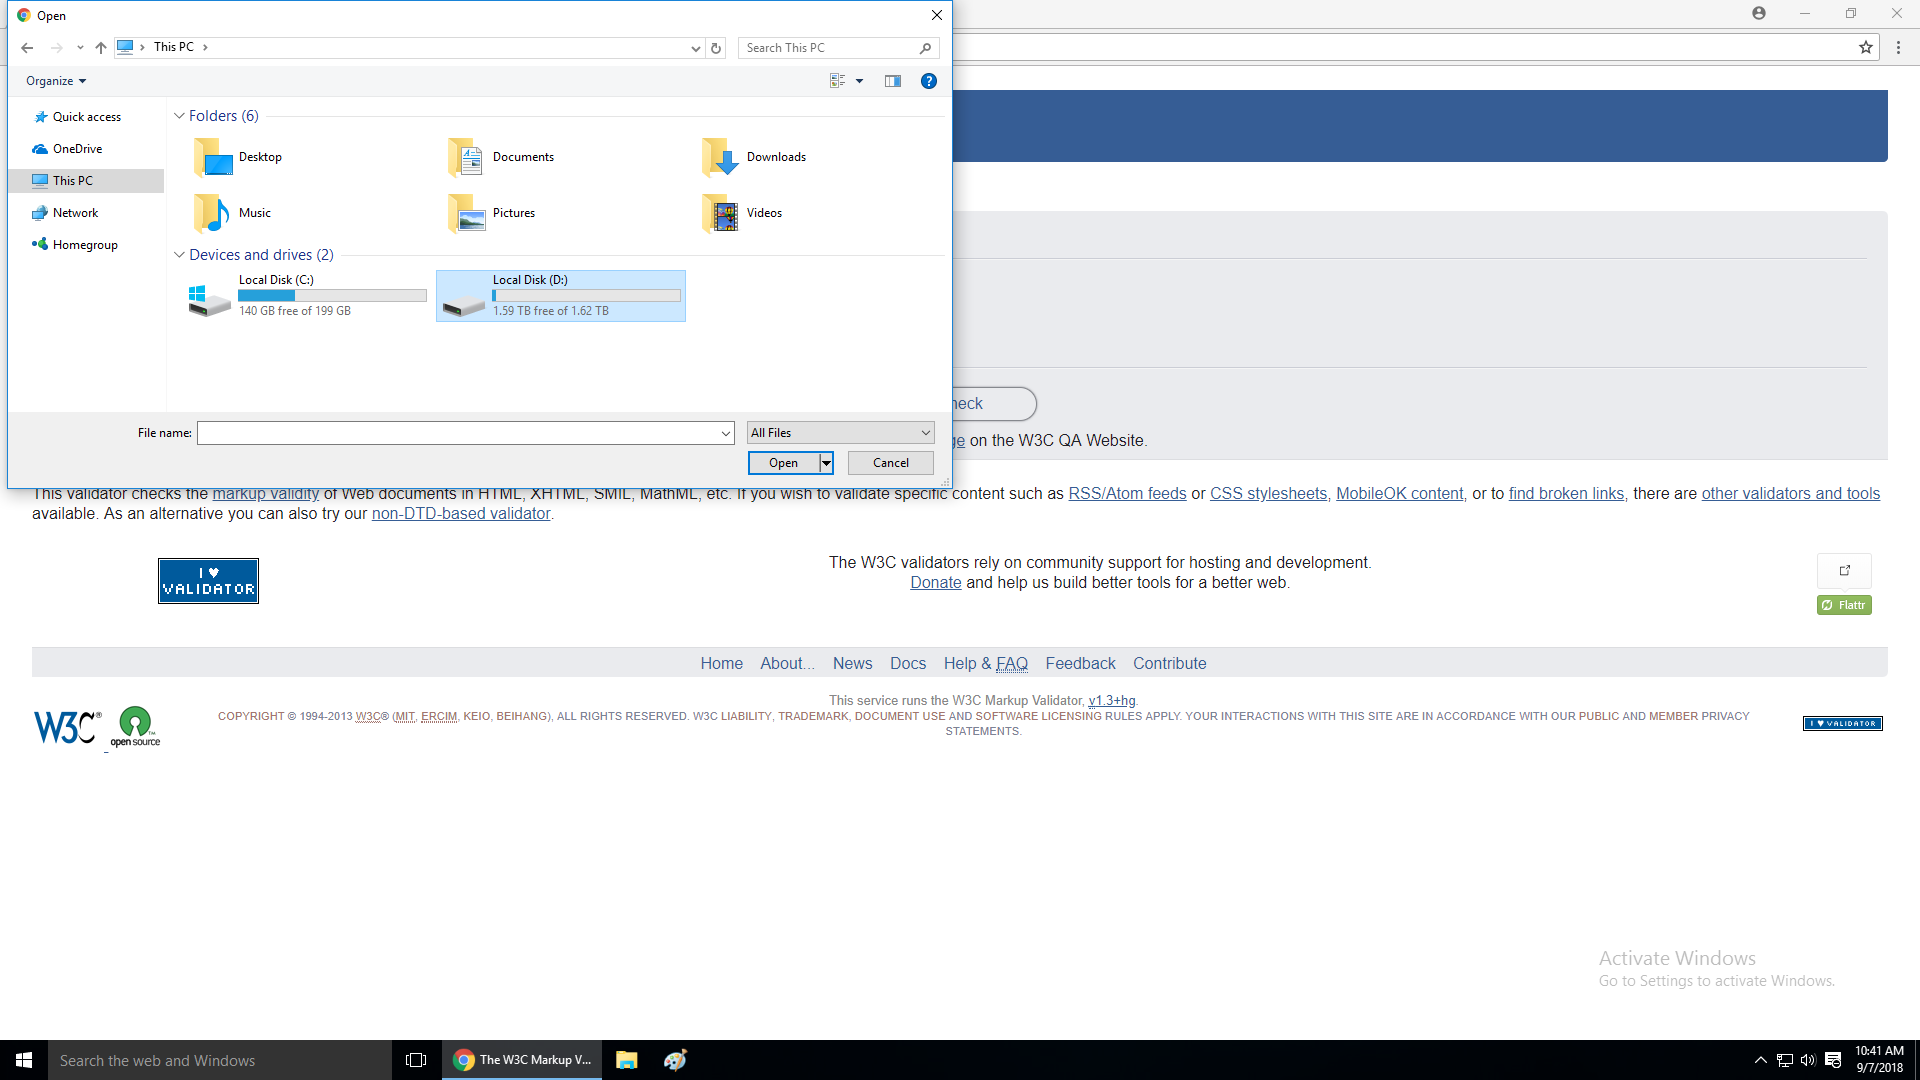 Open
This PC
Search This PC
Organize
Quick access
OneDrive
This PC
Network
Homegroup
Folders (6)
Desktop
Documents
Downloads
Music
Pictures
Videos
Devices and drives (2)
Local Disk (C:)
140 GB free of 199 GB
Local Disk (D:)
1.59 TB free of 1.62 TB
File name:
All Files
Open
Cancel
on the W3C QA Website.
This validator checks the markup validity of Web documents in HTML, XHTML, SMIL, MathML, etc. If you wish to validate specific content such as RSS/Atom feeds or CSS stylesheets, MobileOK content, or to find broken links, there are other validators and tools
available. As an alternative you can also try our non-DTD-based validator.
I ♥
VALIDATOR
The W3C validators rely on community support for hosting and development.
Donate and help us build better tools for a better web.
Flattr
Home About... News Docs Help & FAQ Feedback Contribute
W3C®
open source
TM
This service runs the W3C Markup Validator, v1.3+hg.
COPYRIGHT © 1994-2013 W3C® (MIT, ERCIM, KEIO, BEIHANG), ALL RIGHTS RESERVED. W3C LIABILITY, TRADEMARK, DOCUMENT USE AND SOFTWARE LICENSING RULES APPLY. YOUR INTERACTIONS WITH THIS SITE ARE IN ACCORDANCE WITH OUR PUBLIC AND MEMBER PRIVACY
STATEMENTS.
I ♥ VALIDATOR
Activate Windows
Go to Settings to activate Windows.
Search the web and Windows
The W3C Markup V...
10:41 AM
9/7/2018